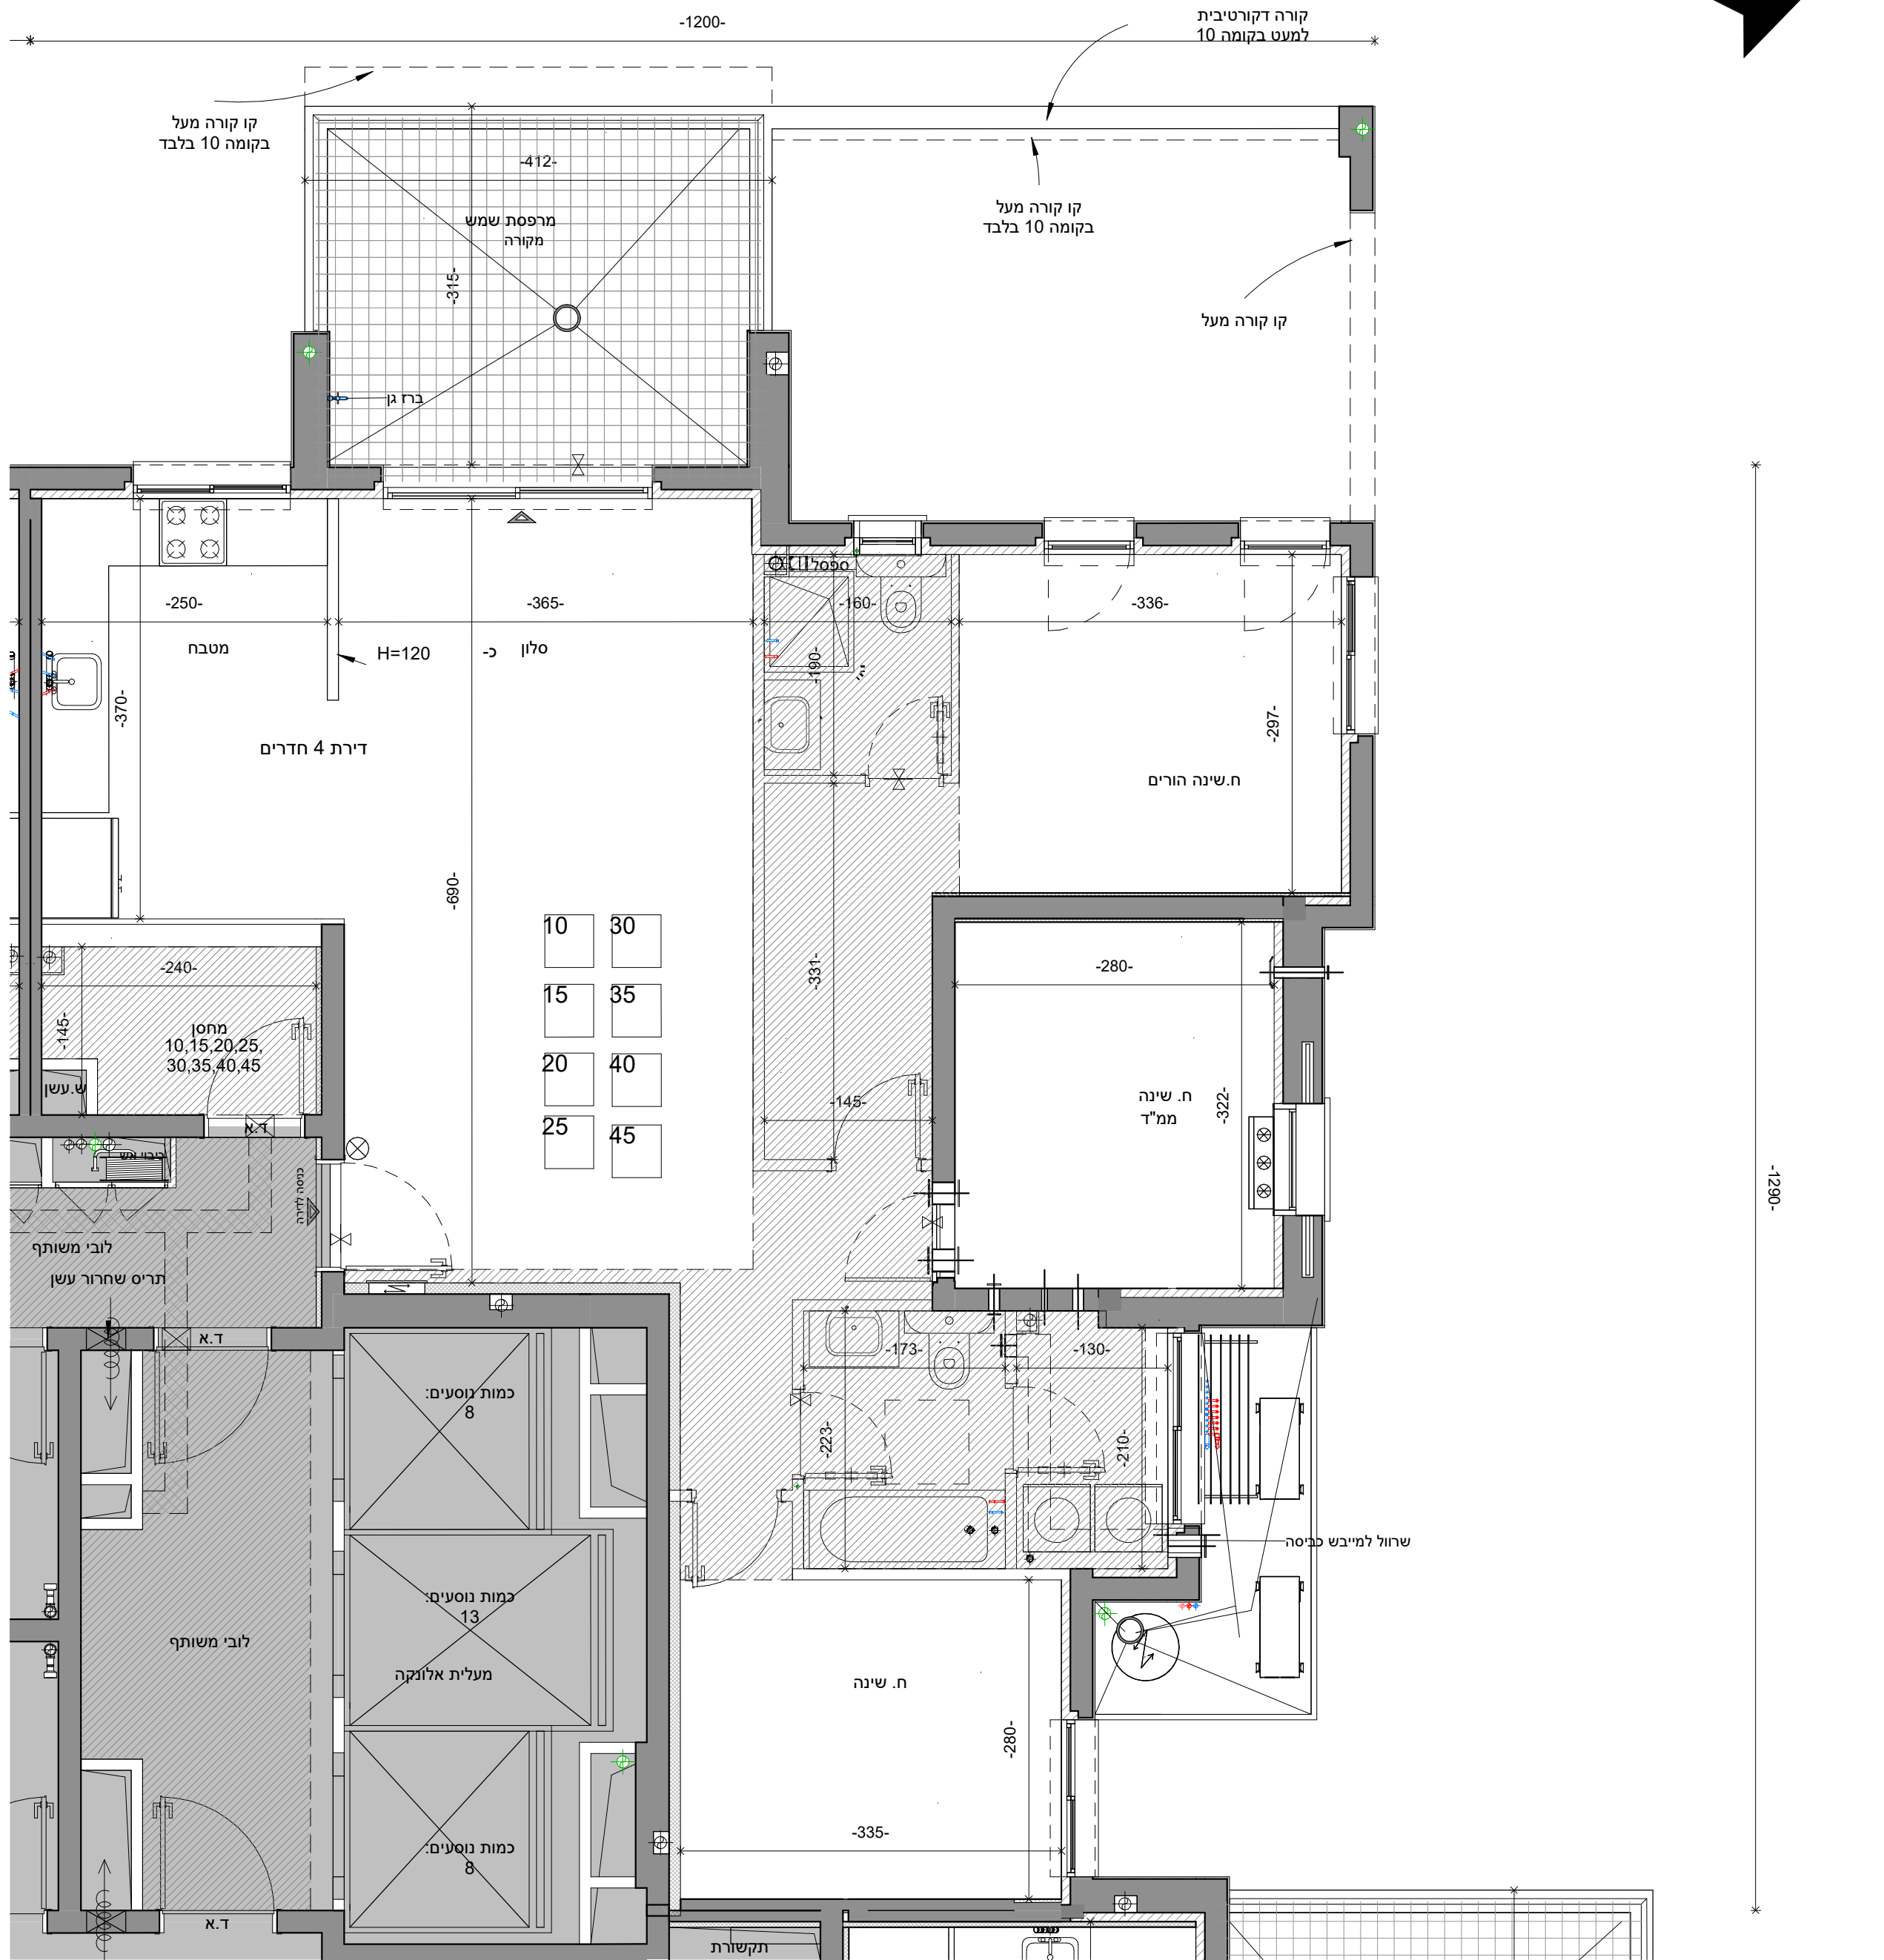 -1200-
קורה דקורטיבית
למעט בקומה 10
קו קורה מעל
בקומה 10 בלבד
-412-
מרפסת שמש
מקורה
-315-
קו קורה מעל
בקומה 10 בלבד
קו קורה מעל
ברז גן
ספסל
-250-
-365-
-160-
-336-
מטבח
H=120
כ-
סלון
-190-
-370-
-297-
דירת 4 חדרים
ח.שינה הורים
-690-
10
30
15
35
20
40
25
45
-331-
-240-
-280-
-145-
מחסן
10,15,20,25,
30,35,40,45
ש.עשן
-145-
ח. שינה
ממ"ד
-322-
ד.א
כיבוי אש
כניסה לדירה
-1290-
לובי משותף
תריס שחרור עשן
ד.א
-173-
-130-
כמות נוסעים:
8
-223-
-210-
שרוול למייבש כביסה
כמות נוסעים:
13
מעלית אלונקה
לובי משותף
ח. שינה
-280-
-335-
כמות נוסעים:
8
ד.א
תקשורת